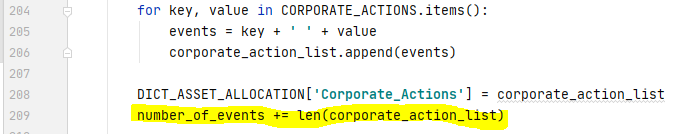 204 for key, value in CORPORATE_ACTIONS.items():
205 events = key + ' ' + value
206 corporate_action_list.append(events)
207
208 DICT_ASSET_ALLOCATION['Corporate_Actions'] = corporate_action_list
209 number_of_events += len(corporate_action_list)